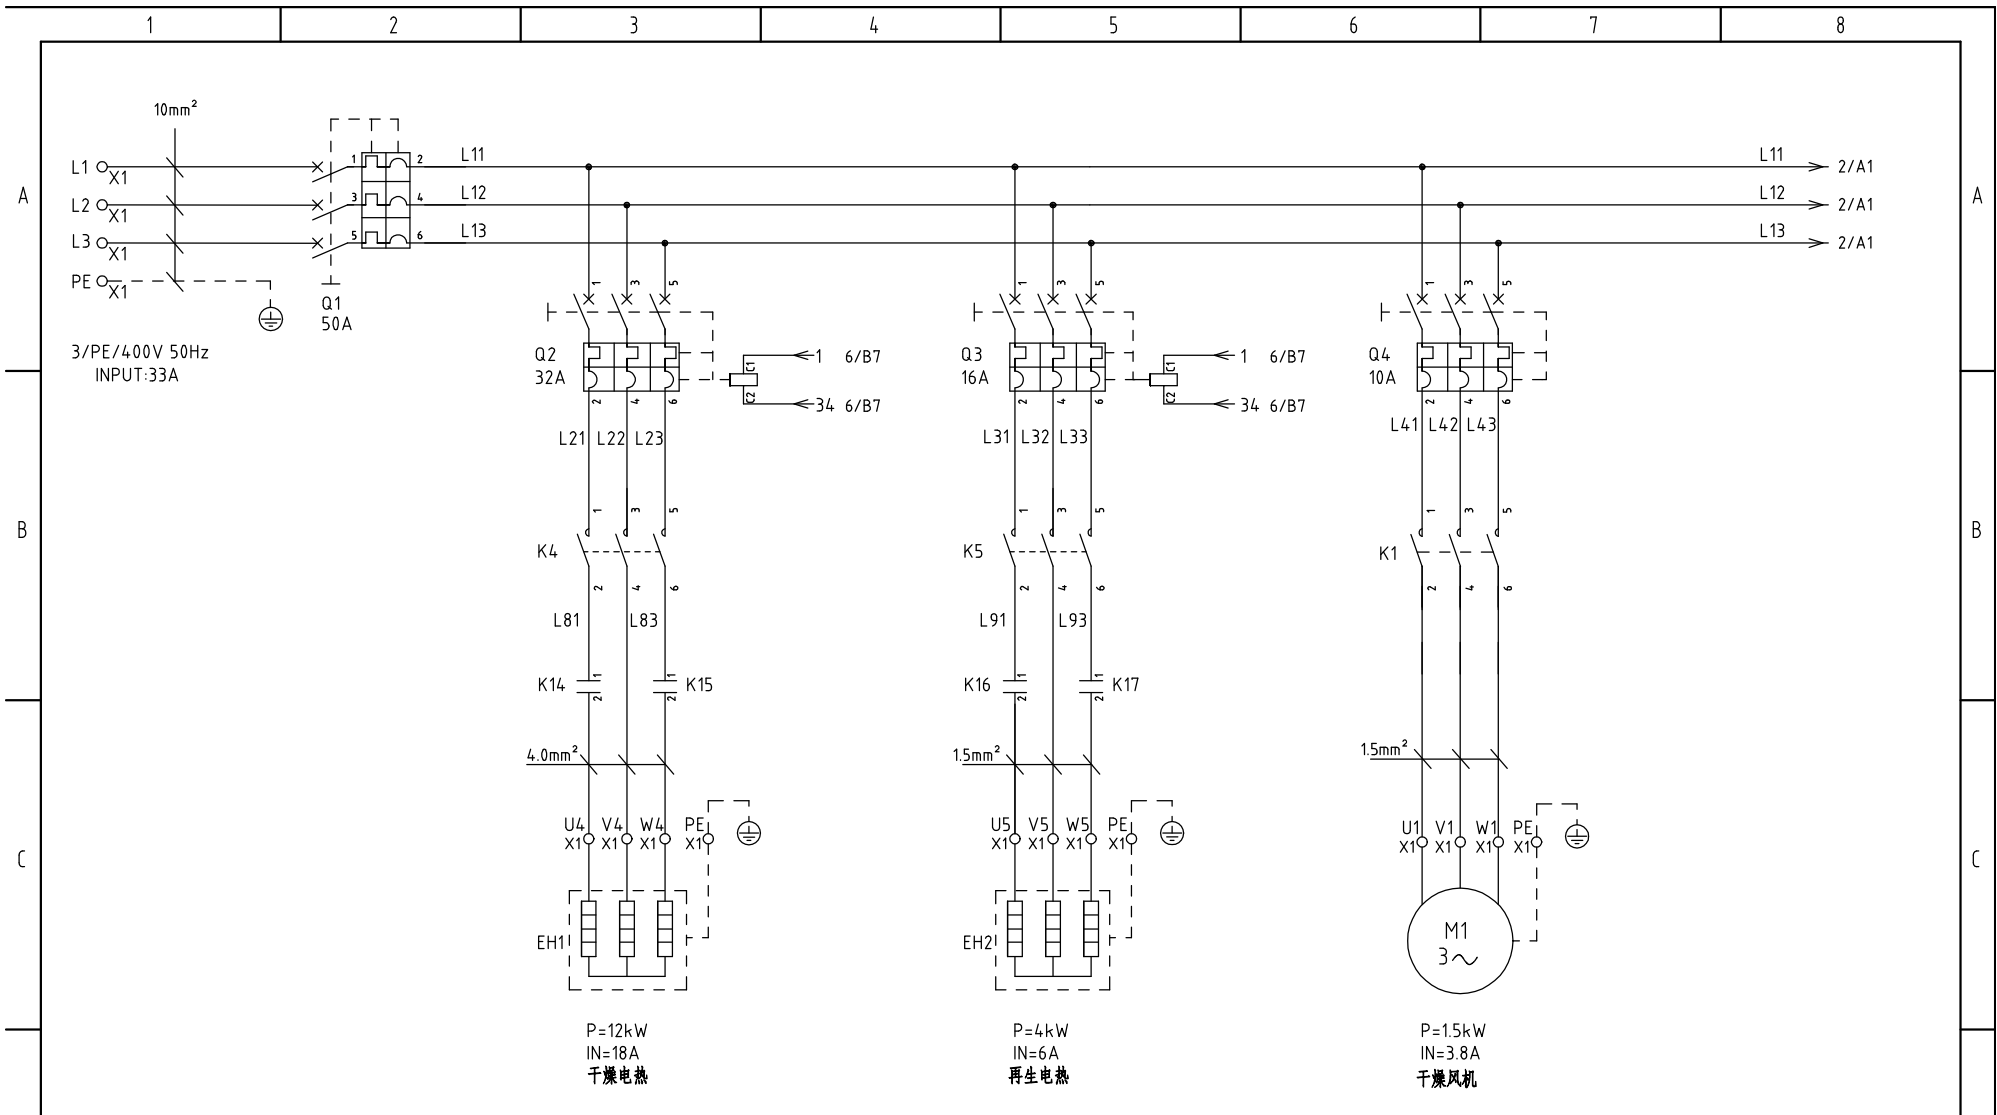 1 2 3 4 5 6 7 8
A A
B B
C C
10mm²
L1 X1
L2 X1
L3 X1
PE X1
3/PE/400V 50Hz
INPUT:33A
1 2
3 4
5 6
Q1
50A
L11
L12
L13
L11 2/A1
L12 2/A1
L13 2/A1
1 3 5
Q2
32A
2 4 6
C1 1 6/B7
C2 34 6/B7
L21 L22 L23
1 3 5
K4
2 4 6
L81 L83
K14 1 2
1 2 K15
4.0mm²
U4 V4 W4 PE
X1 X1 X1 X1
EH1
P=12kW
IN=18A
干燥电热
1 3 5
Q3
16A
2 4 6
C1 1 6/B7
C2 34 6/B7
L31 L32 L33
1 3 5
K5
2 4 6
L91 L93
K16 1 2
1 2 K17
1.5mm²
U5 V5 W5 PE
X1 X1 X1 X1
EH2
P=4kW
IN=6A
再生电热
1 3 5
Q4
10A
2 4 6
L41 L42 L43
1 3 5
K1
2 4 6
1.5mm²
U1 V1 W1 PE
X1 X1 X1 X1
M1
3~
P=1.5kW
IN=3.8A
干燥风机